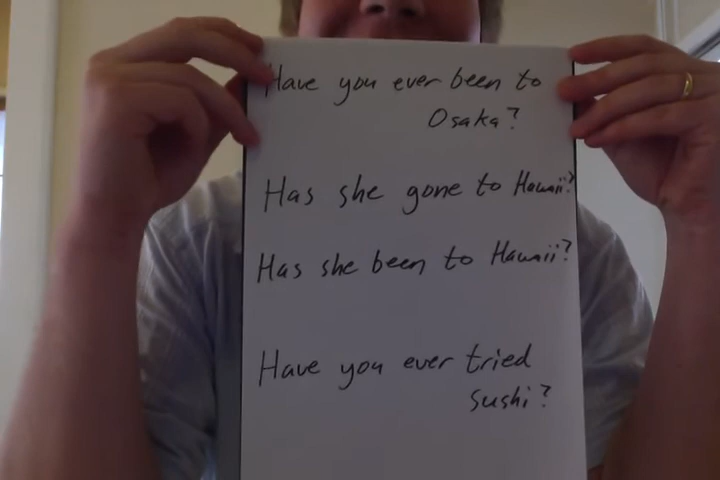 Have you ever been to
Osaka?
Has she gone to Hawaii?
Has she been to Hawaii?
Have you ever tried
sushi?